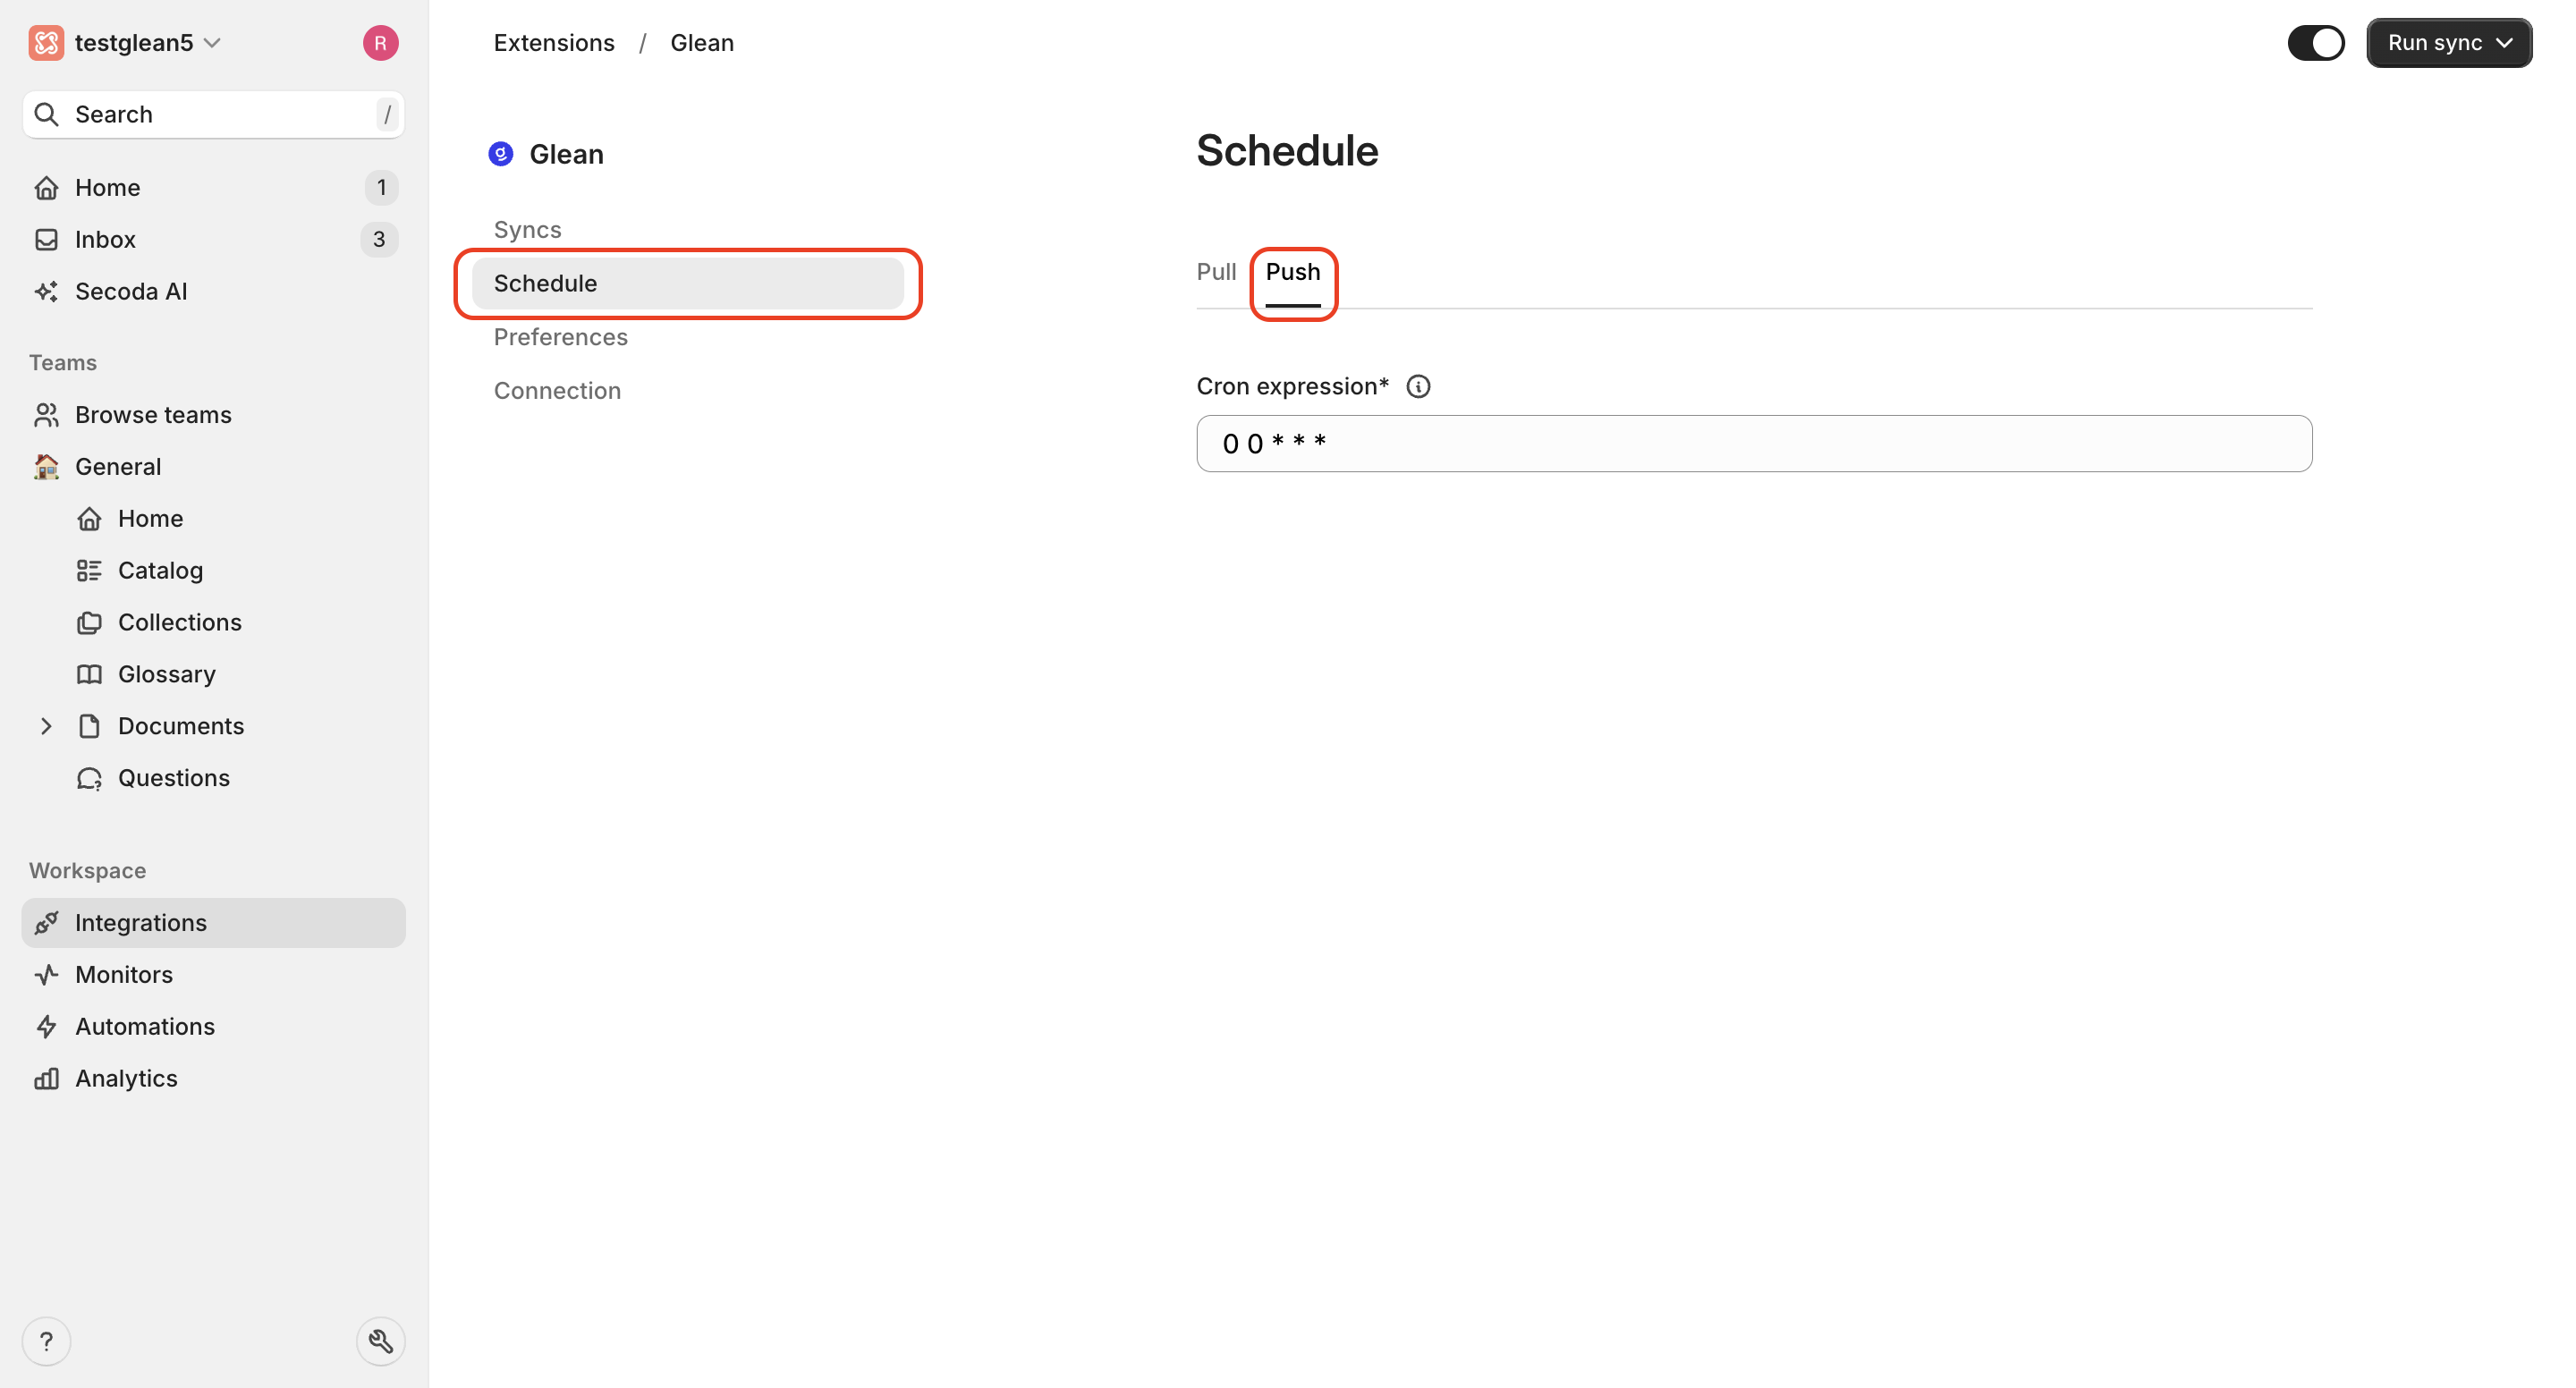 testglean5
R
Search /
Home 1
Inbox 3
Secoda AI
Teams
Browse teams
General
Home
Catalog
Collections
Glossary
Documents
Questions
Workspace
Integrations
Monitors
Automations
Analytics
?
Extensions / Glean
Run sync
Glean
Syncs
Schedule
Preferences
Connection
Schedule
Pull Push
Cron expression*
0 0 * * *